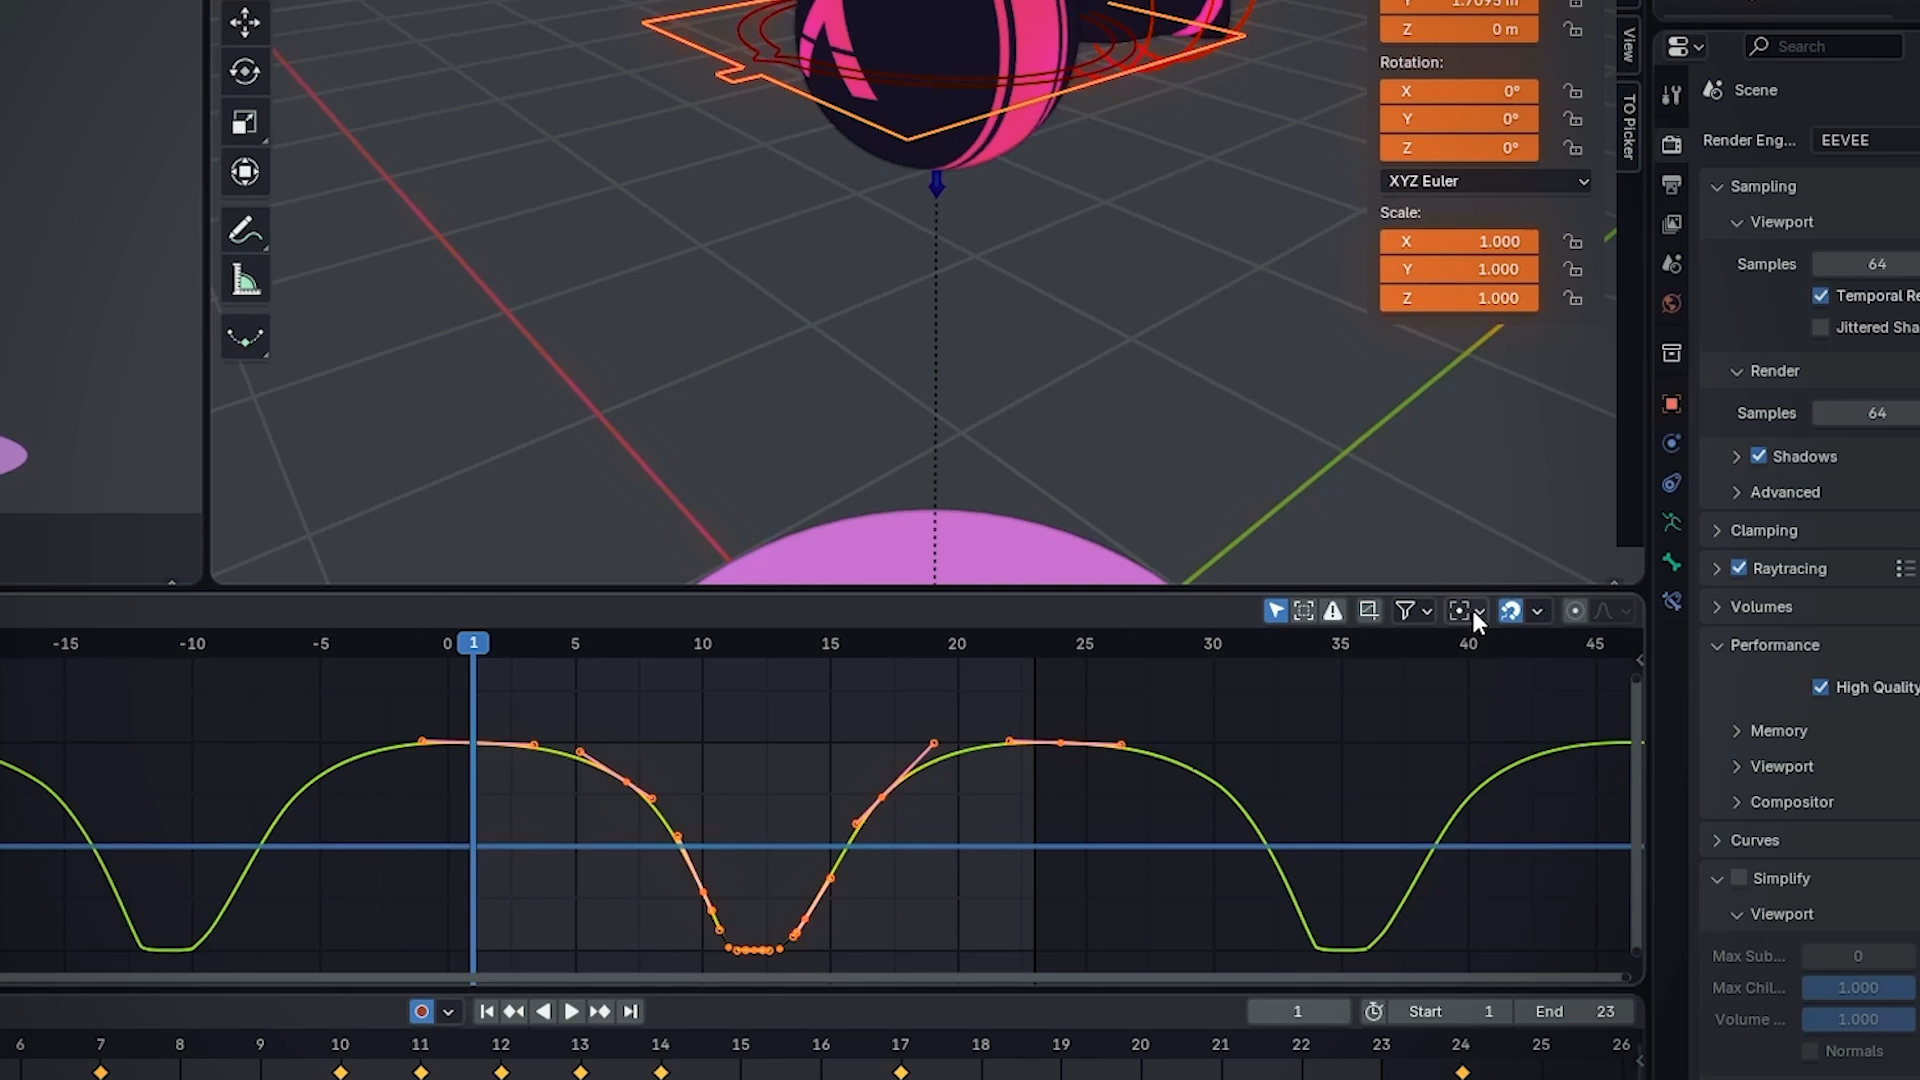 Y 1.7095 m
Z 0 m
Rotation:
X 0°
Y 0°
Z 0°
XYZ Euler
Scale:
X 1.000
Y 1.000
Z 1.000
View
TO Picker
Search
Scene
Render Eng... EEVEE
Sampling
Viewport
Samples 64
Temporal Re
Jittered Sha
Render
Samples 64
Shadows
Advanced
Clamping
Raytracing
Volumes
Performance
High Quality
Memory
Viewport
Compositor
Curves
Simplify
Viewport
Max Sub... 0
Max Chil... 1.000
Volume ... 1.000
Normals
-15 -10 -5 0 1 5 10 15 20 25 30 35 40 45
1 Start 1 End 23
6 7 8 9 10 11 12 13 14 15 16 17 18 19 20 21 22 23 24 25 26